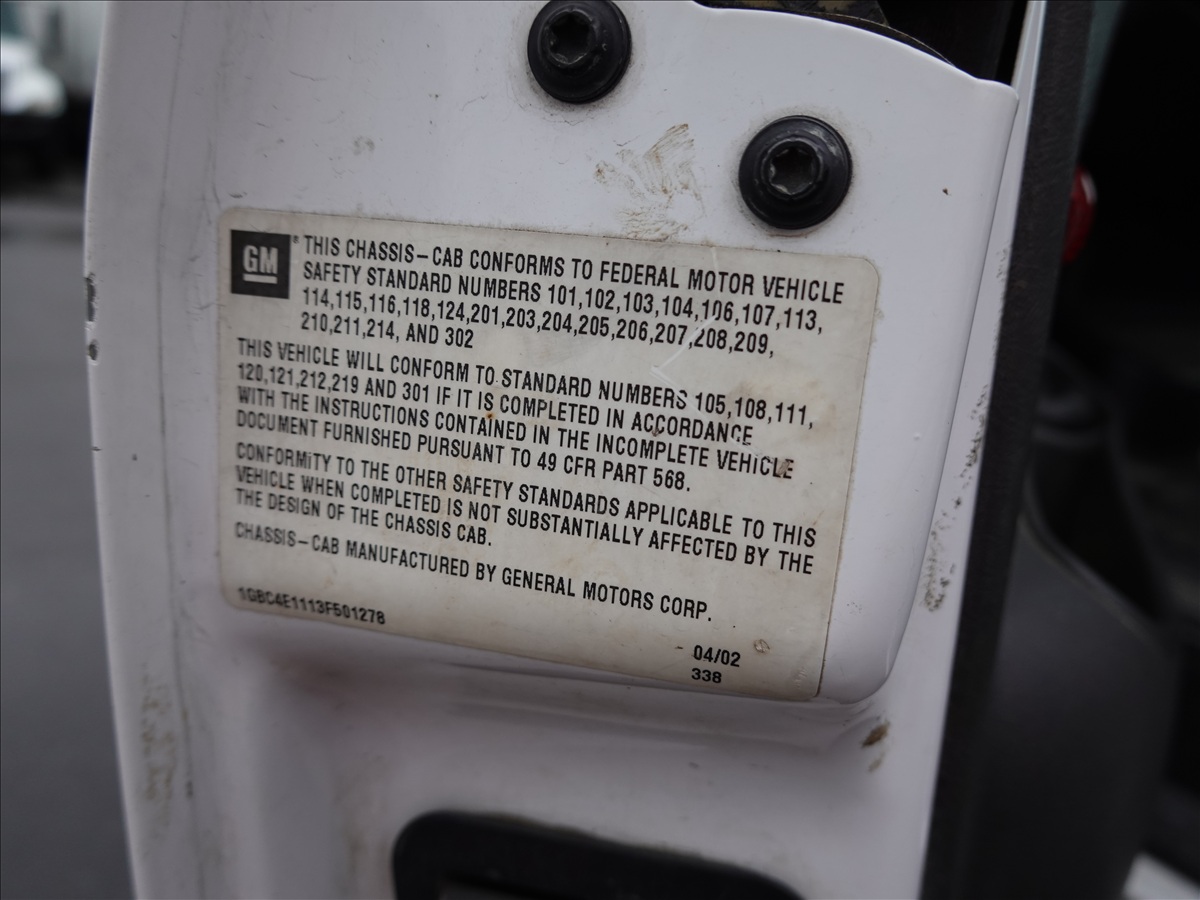 GM® THIS CHASSIS-CAB CONFORMS TO FEDERAL MOTOR VEHICLE
SAFETY STANDARD NUMBERS 101,102,103,104,106,107,113,
114,115,116,118,124,201,203,204,205,206,207,208,209,
210,211,214, AND 302
THIS VEHICLE WILL CONFORM TO STANDARD NUMBERS 105,108,111,
120,121,212,219 AND 301 IF IT IS COMPLETED IN ACCORDANCE
WITH THE INSTRUCTIONS CONTAINED IN THE INCOMPLETE VEHICLE
DOCUMENT FURNISHED PURSUANT TO 49 CFR PART 568.
CONFORMITY TO THE OTHER SAFETY STANDARDS APPLICABLE TO THIS
VEHICLE WHEN COMPLETED IS NOT SUBSTANTIALLY AFFECTED BY THE
THE DESIGN OF THE CHASSIS CAB.
CHASSIS-CAB MANUFACTURED BY GENERAL MOTORS CORP.
1GBC4E1113F501278
04/02
338